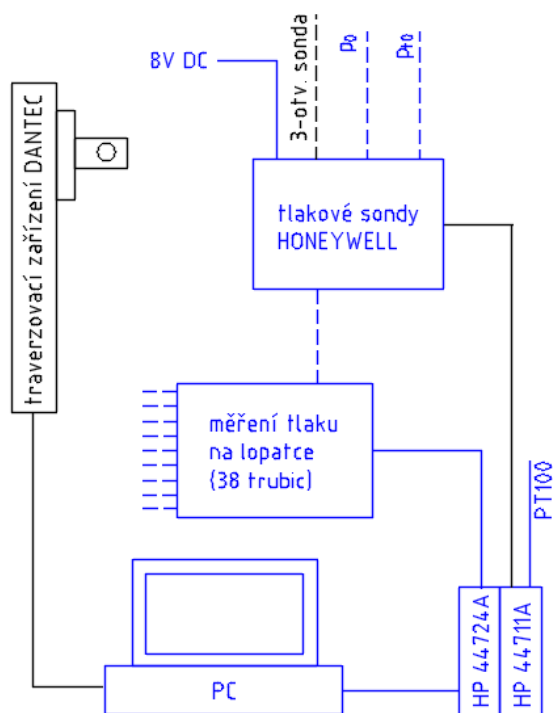 8V DC
3-otv. sonda
p₀
pₜ₀
traverzovací zařízení DANTEC
tlakové sondy
HONEYWELL
měření tlaku
na lopatce
(38 trubic)
PT100
HP 44724A
HP 44711A
PC